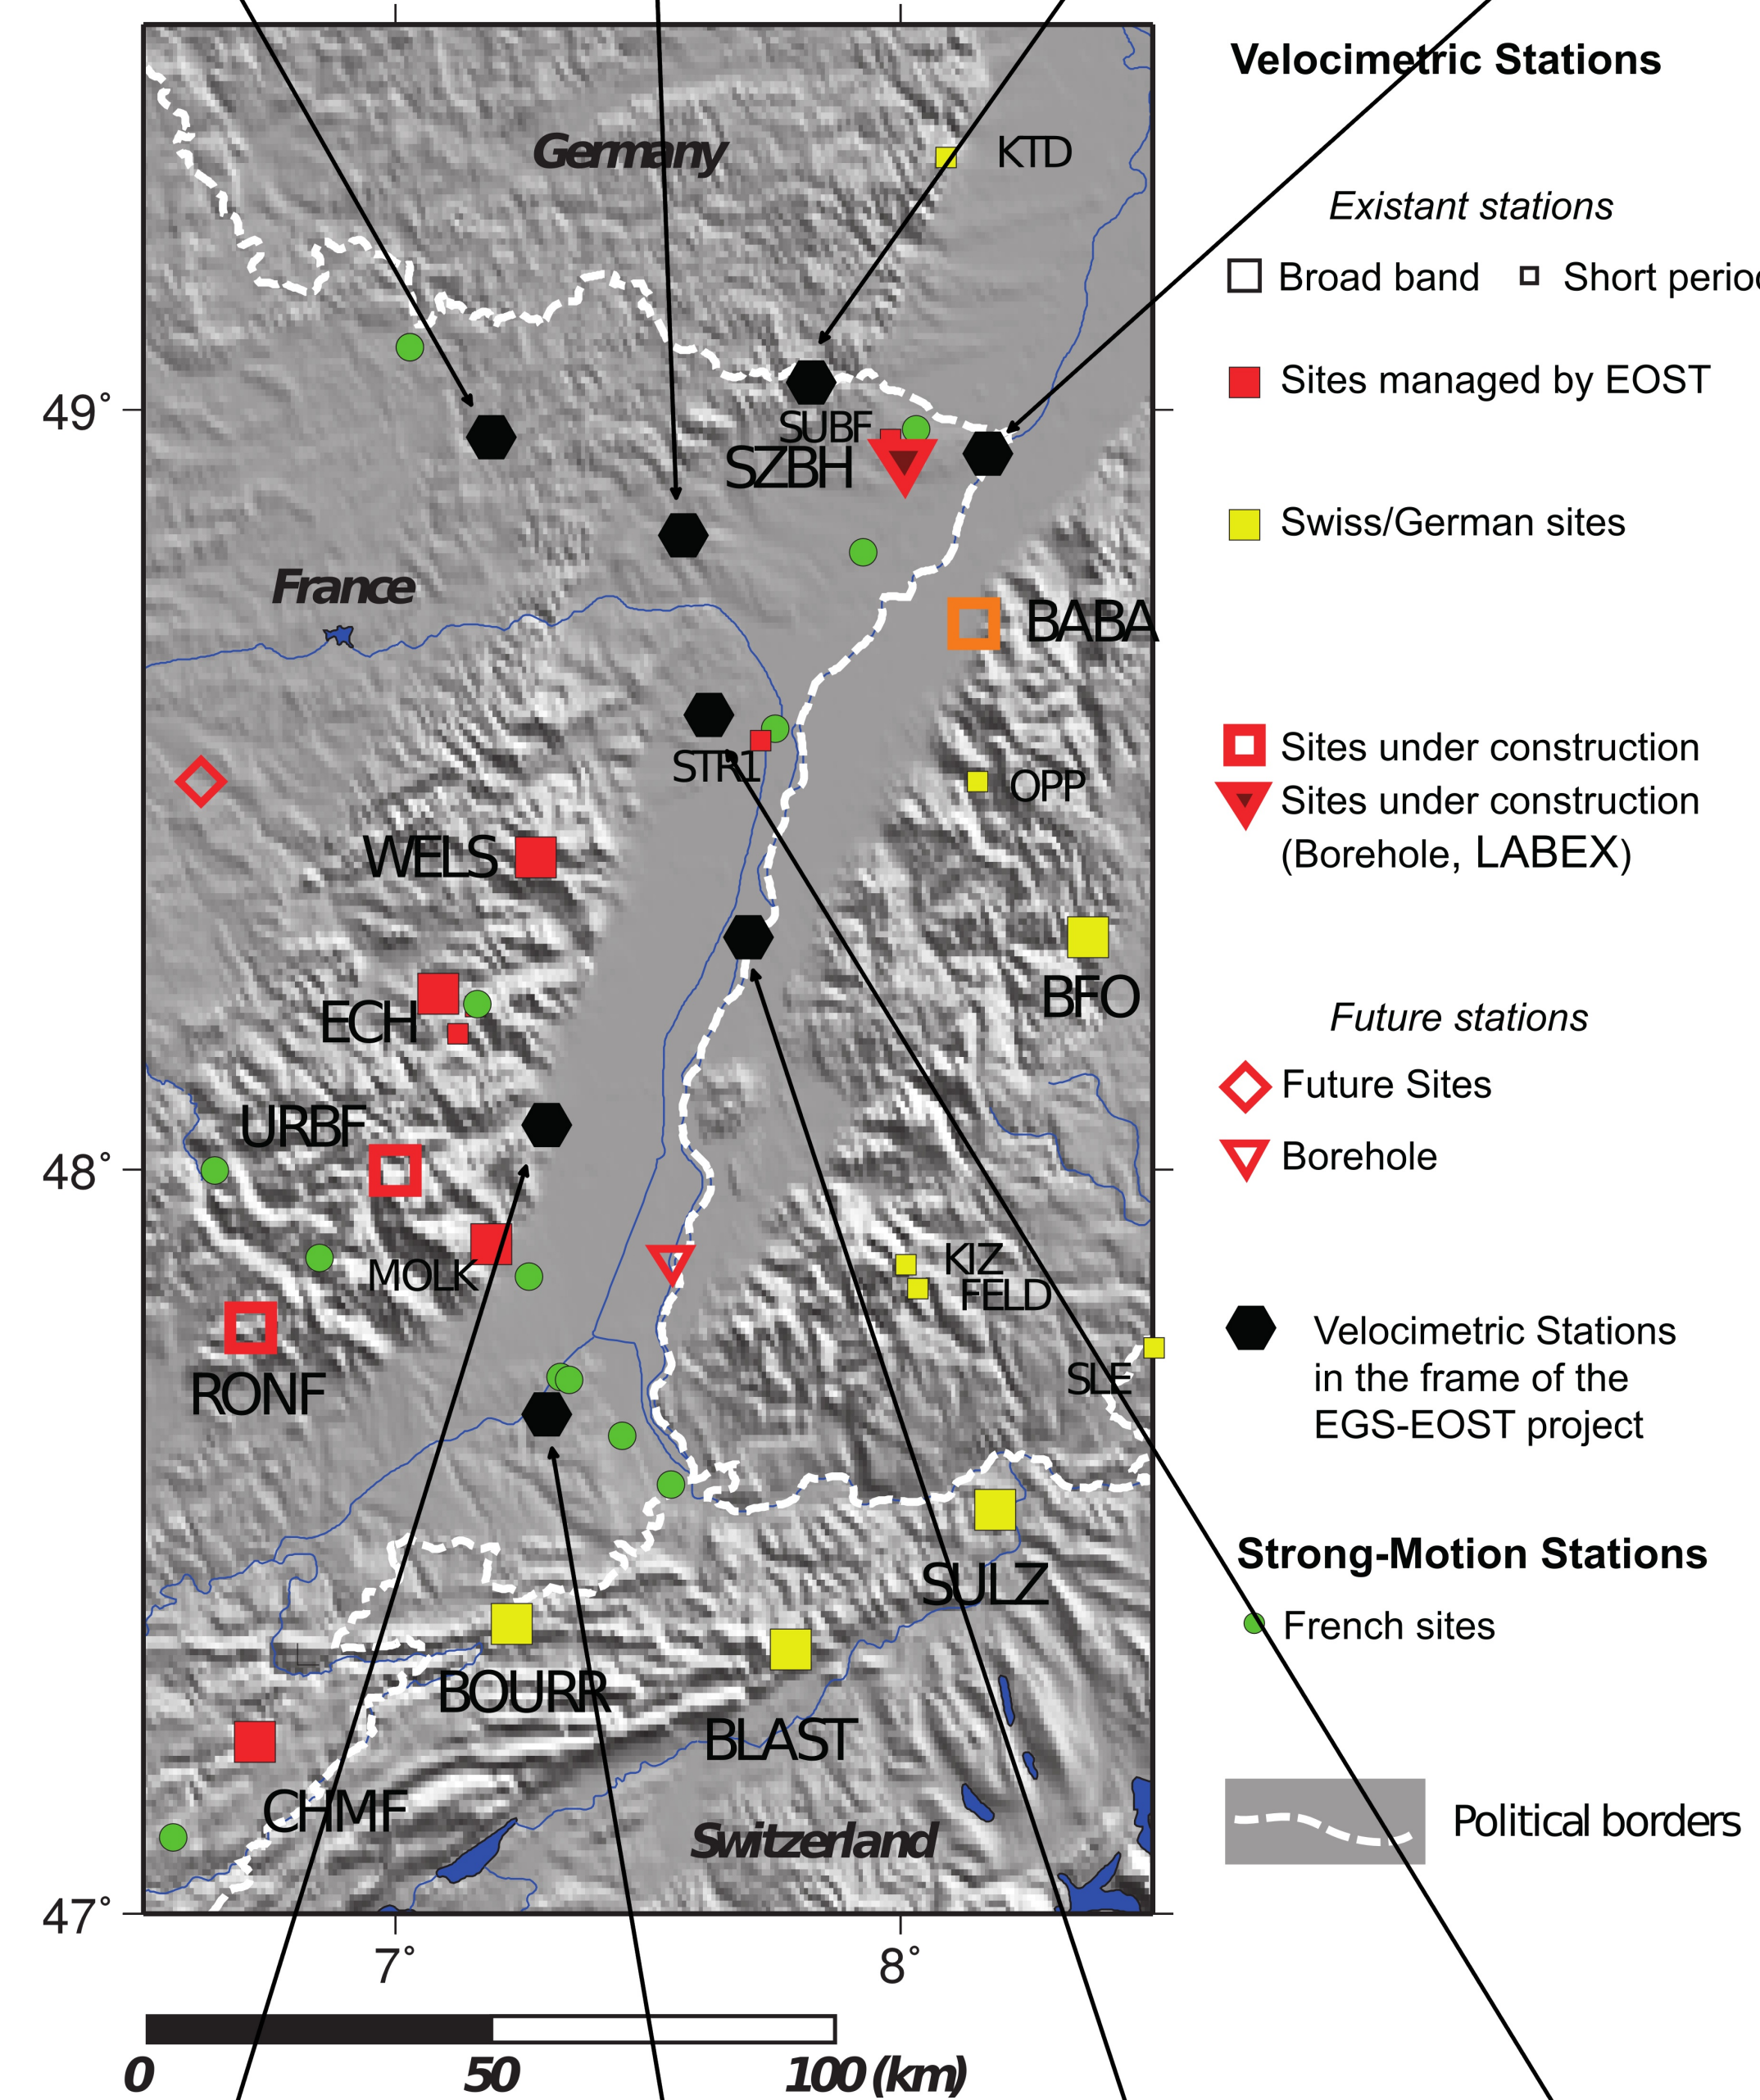 Velocimetric Stations
Germany
KTD
Existant stations
Broad band
Short perio
Sites managed by EOST
49°
SUBF
SZBH
Swiss/German sites
France
BABA
Sites under construction
STR1
OPP
Sites under construction
(Borehole, LABEX)
WELS
BFO
ECH
Future stations
Future Sites
URBF
Borehole
48°
KIZ
MOLK
FELD
Velocimetric Stations
in the frame of the
EGS-EOST project
SLE
RONF
Strong-Motion Stations
SULZ
French sites
BOURR
BLAST
CHMF
Political borders
Switzerland
47°
7°
8°
0 50 100 (km)